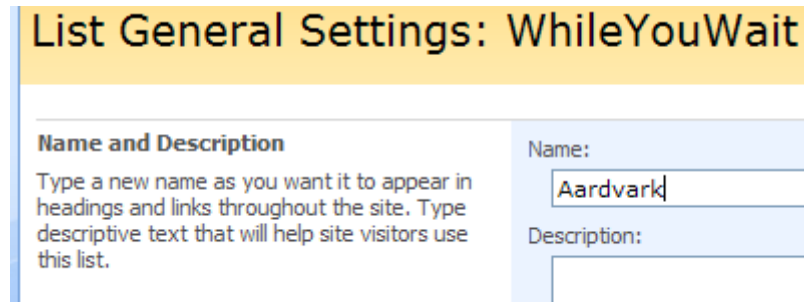 List General Settings: WhileYouWait
Name and Description
Type a new name as you want it to appear in
headings and links throughout the site. Type
descriptive text that will help site visitors use
this list.
Name:
Aardvark
Description: